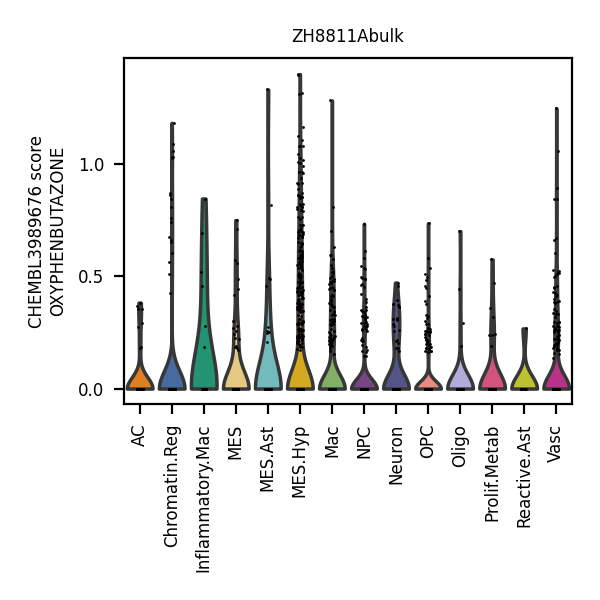 ZH8811Abulk
CHEMBL3989676 score
OXYPHENBUTAZONE
1.0
0.5
0.0
AC
Chromatin.Reg
Inflammatory.Mac
MES
MES.Ast
MES.Hyp
Mac
NPC
Neuron
OPC
Oligo
Prolif.Metab
Reactive.Ast
Vasc